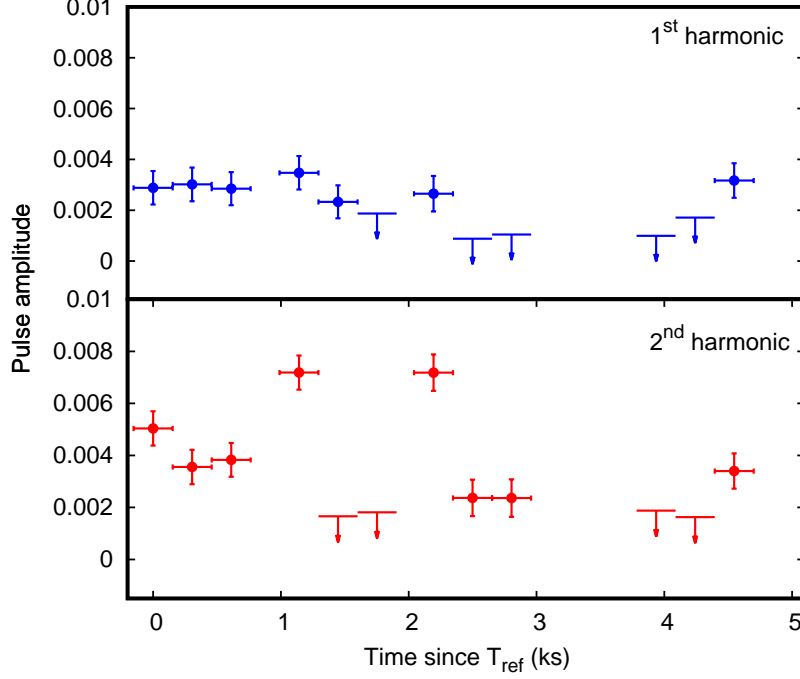 0.01
0.008
0.006
0.004
0.002
0
1st harmonic
0.01
0.008
0.006
0.004
0.002
0
2nd harmonic
Pulse amplitude
0 1 2 3 4 5
Time since Tref (ks)